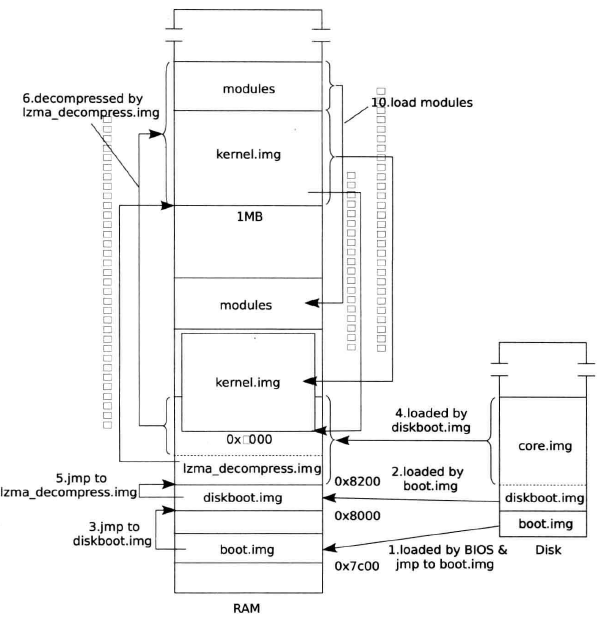 modules
6.decompressed by
lzma_decompress.img
10.load modules
kernel.img
1MB
modules
kernel.img
4.loaded by
diskboot.img
core.img
lzma_decompress.img
0x8200
5.jmp to
lzma_decompress.img
2.loaded by
boot.img
diskboot.img
diskboot.img
0x8000
3.jmp to
diskboot.img
boot.img
boot.img
1.loaded by BIOS &
jmp to boot.img
Disk
0x7c00
RAM